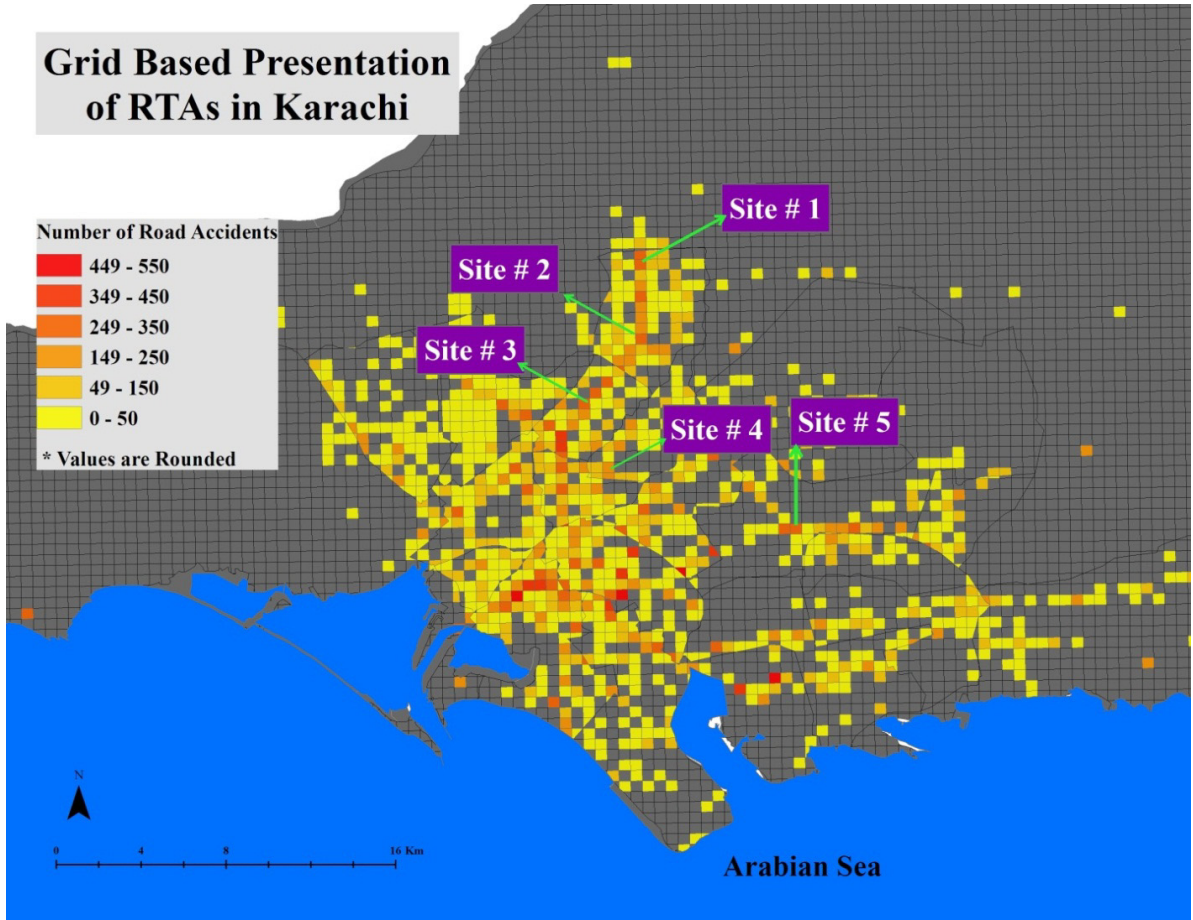 Grid Based Presentation
of RTAs in Karachi
Number of Road Accidents
449 - 550
349 - 450
249 - 350
149 - 250
49 - 150
0 - 50
* Values are Rounded
Site # 1
Site # 2
Site # 3
Site # 4
Site # 5
N
0 4 8 16 Km
Arabian Sea